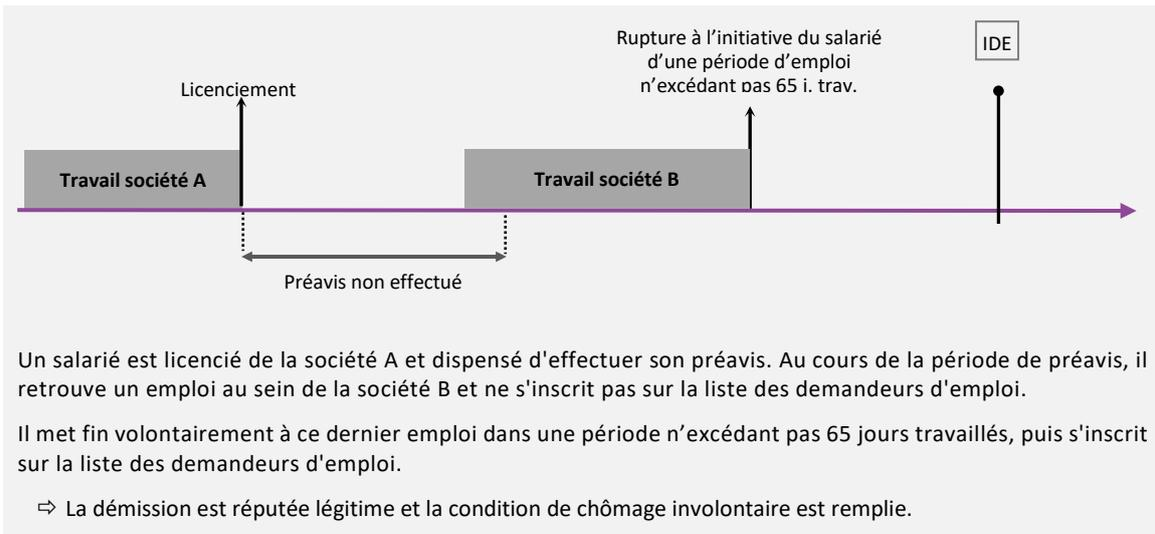 Rupture à l’initiative du salarié
d’une période d’emploi
n’excédant pas 65 j. trav.
IDE
Licenciement
Travail société A
Travail société B
Préavis non effectué
Un salarié est licencié de la société A et dispensé d'effectuer son préavis. Au cours de la période de préavis, il
retrouve un emploi au sein de la société B et ne s'inscrit pas sur la liste des demandeurs d'emploi.
Il met fin volontairement à ce dernier emploi dans une période n’excédant pas 65 jours travaillés, puis s'inscrit
sur la liste des demandeurs d'emploi.
⇨ La démission est réputée légitime et la condition de chômage involontaire est remplie.